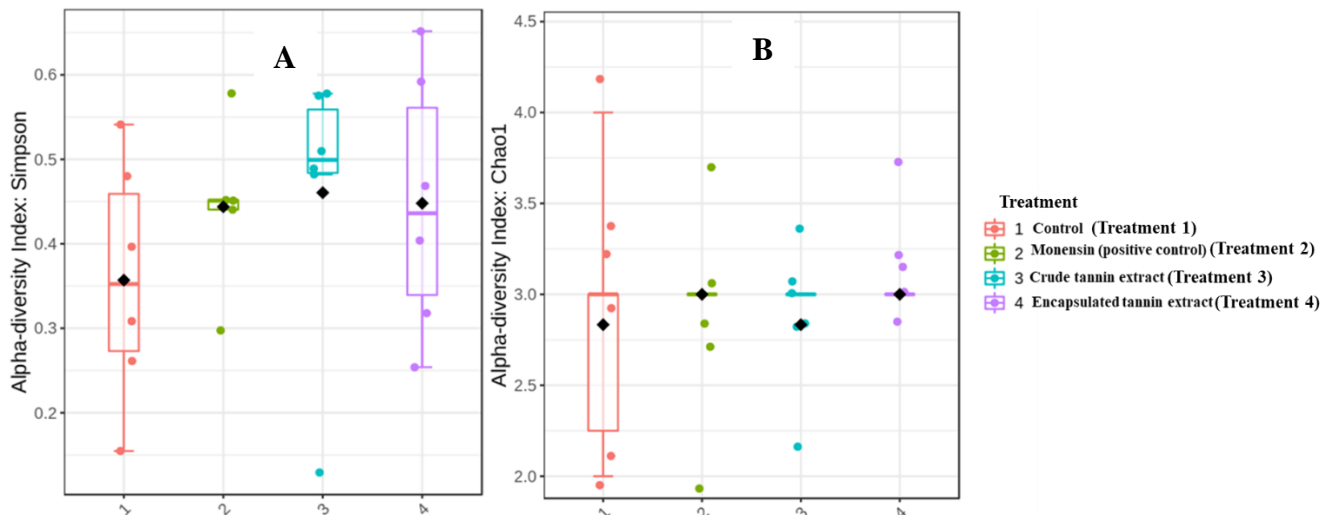 A
Alpha-diversity Index: Simpson
0.6
0.5
0.4
0.3
0.2
1
2
3
4
B
Alpha-diversity Index: Chao1
4.5
4.0
3.5
3.0
2.5
2.0
1
2
3
4
Treatment
1 Control (Treatment 1)
2 Monensin (positive control) (Treatment 2)
3 Crude tannin extract (Treatment 3)
4 Encapsulated tannin extract (Treatment 4)